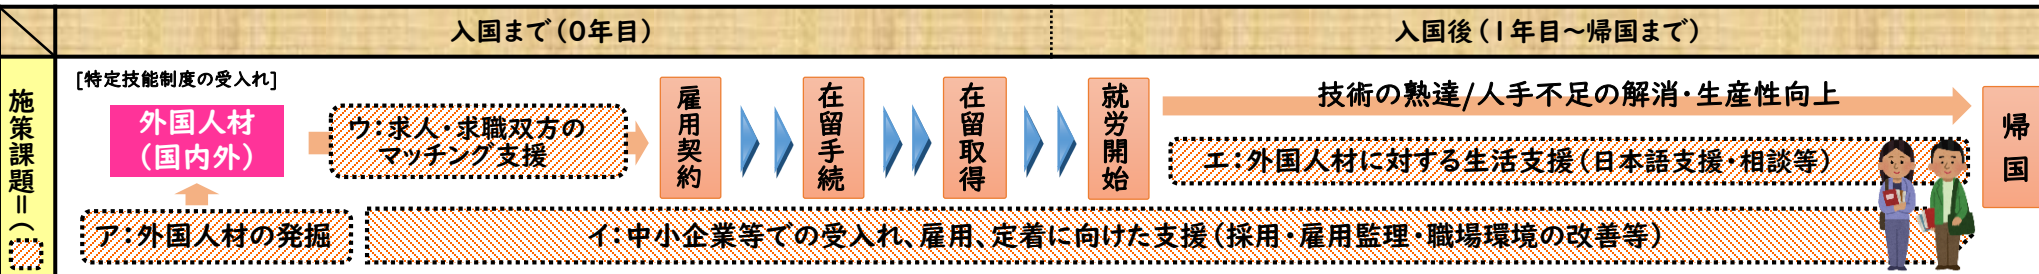 入国まで(0年目)
入国後(1年目~帰国まで)
施策課題=(
[特定技能制度の受入れ]
外国人材
(国内外)
ウ:求人・求職双方の
マッチング支援
雇用契約
在留手続
在留取得
就労開始
技術の熟達/人手不足の解消・生産性向上
エ:外国人材に対する生活支援(日本語支援・相談等)
帰国
ア:外国人材の発掘
イ:中小企業等での受入れ、雇用、定着に向けた支援(採用・雇用監理・職場環境の改善等)